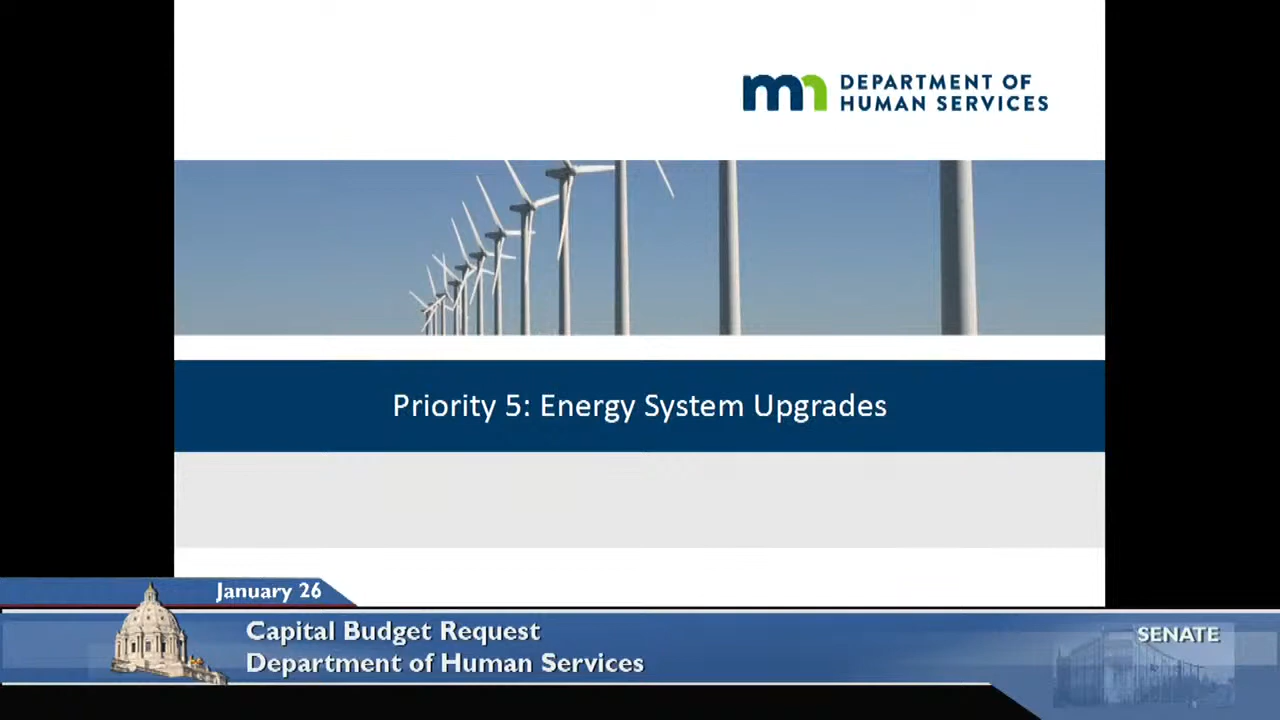 mn DEPARTMENT OF
HUMAN SERVICES
Priority 5: Energy System Upgrades
January 26
Capital Budget Request
Department of Human Services
SENATE